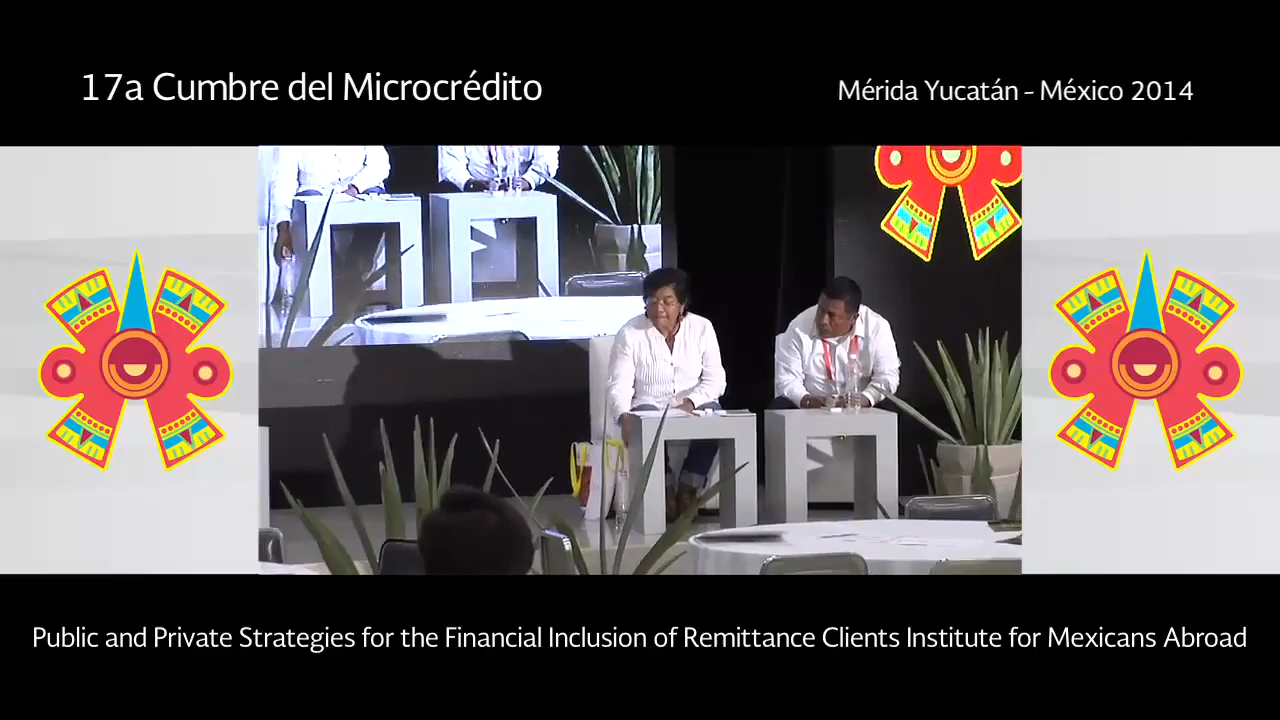 17a Cumbre del Microcrédito
Mérida Yucatán - México 2014
Public and Private Strategies for the Financial Inclusion of Remittance Clients Institute for Mexicans Abroad